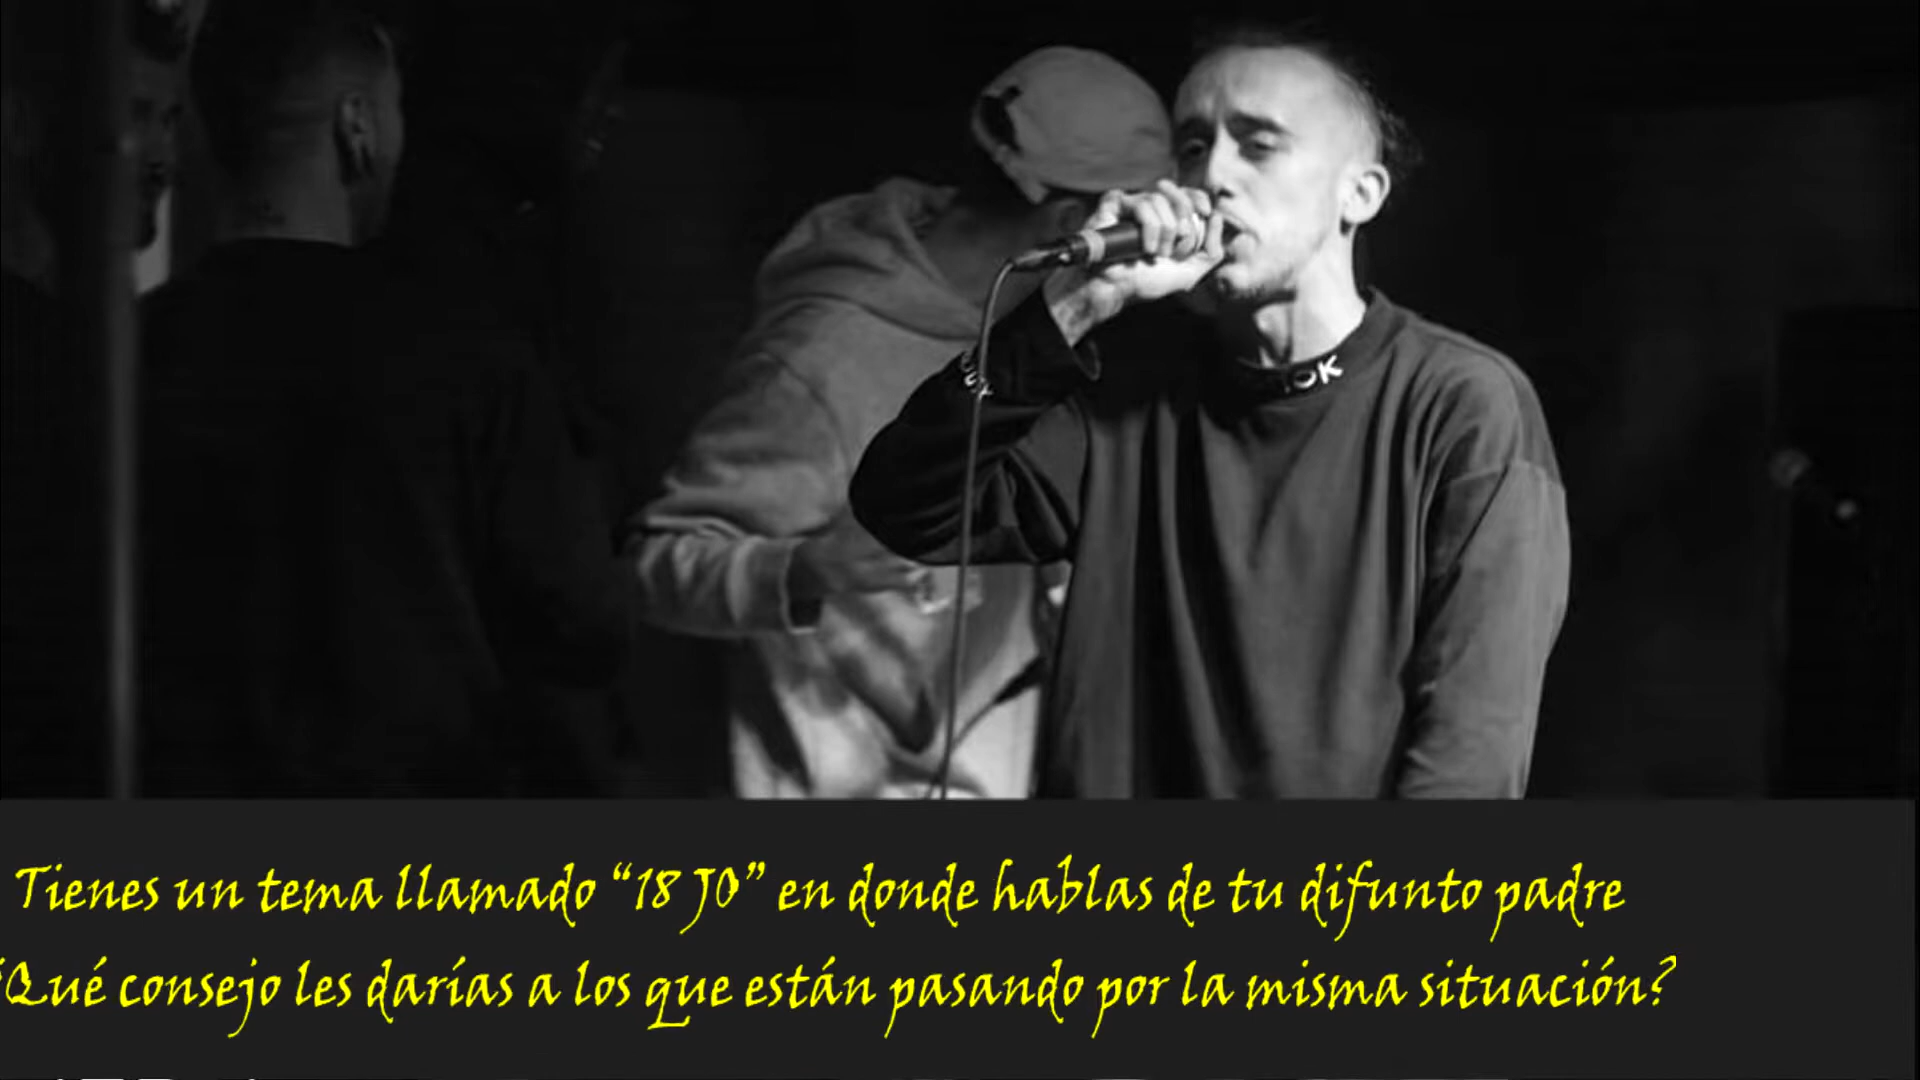 OK
Tienes un tema llamado “18 JO” en donde hablas de tu difunto padre
¿Qué consejo les darías a los que están pasando por la misma situación?